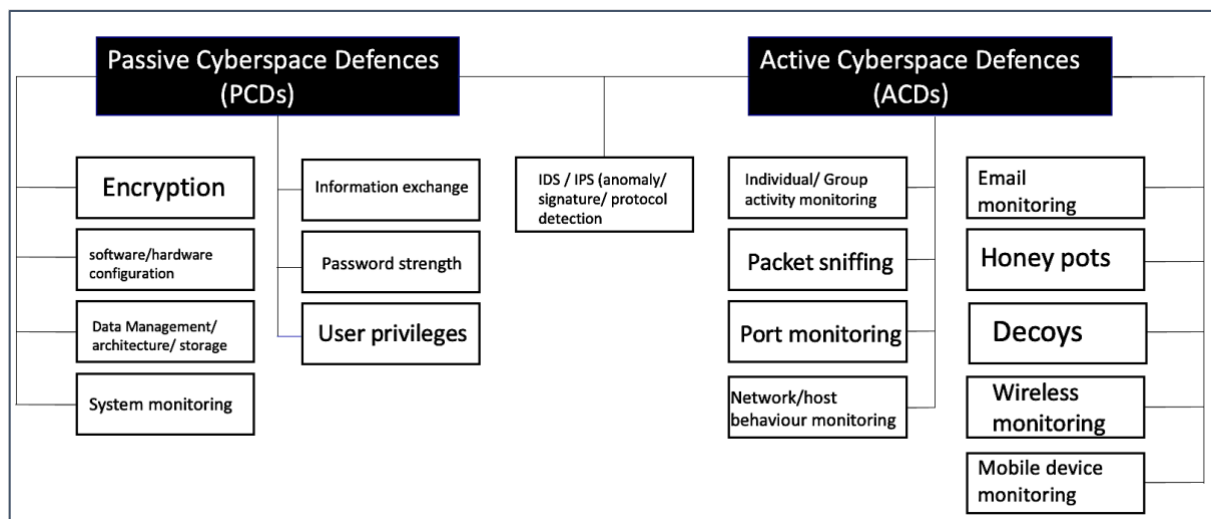 Passive Cyberspace Defences
(PCDs)
Active Cyberspace Defences
(ACDs)
Encryption
software/hardware
configuration
Data Management/
architecture/ storage
System monitoring
Information exchange
Password strength
User privileges
IDS / IPS (anomaly/
signature/ protocol
detection
Individual/ Group
activity monitoring
Packet sniffing
Port monitoring
Network/host
behaviour monitoring
Email
monitoring
Honey pots
Decoys
Wireless
monitoring
Mobile device
monitoring